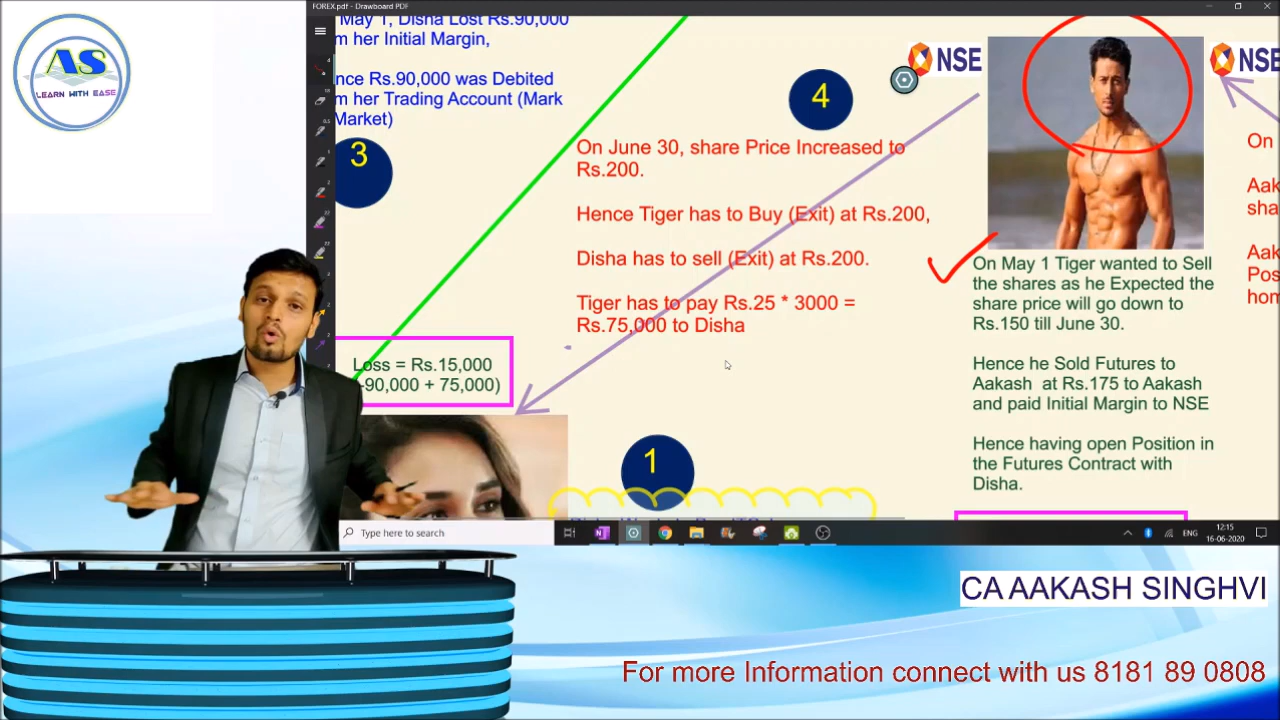 FOREX.pdf - Drawboard PDF
AS
LEARN WITH EASE
May 1, Disha Lost Rs.90,000
m her Initial Margin,
nce Rs.90,000 was Debited
m her Trading Account (Mark
Market)
3
4
On June 30, share Price Increased to
Rs.200.
Hence Tiger has to Buy (Exit) at Rs.200,
Disha has to sell (Exit) at Rs.200.
Tiger has to pay Rs.25 * 3000 =
Rs.75,000 to Disha
Loss = Rs.15,000
-90,000 + 75,000)
1
NSE
NSE
On May 1 Tiger wanted to Sell
the shares as he Expected the
share price will go down to
Rs.150 till June 30.
Hence he Sold Futures to
Aakash at Rs.175 to Aakash
and paid Initial Margin to NSE
Hence having open Position in
the Futures Contract with
Disha.
On
Aak
sha
Aak
Pos
hom
Type here to search
ENG
12:15
16-06-2020
CA AAKASH SINGHVI
For more Information connect with us 8181 89 0808